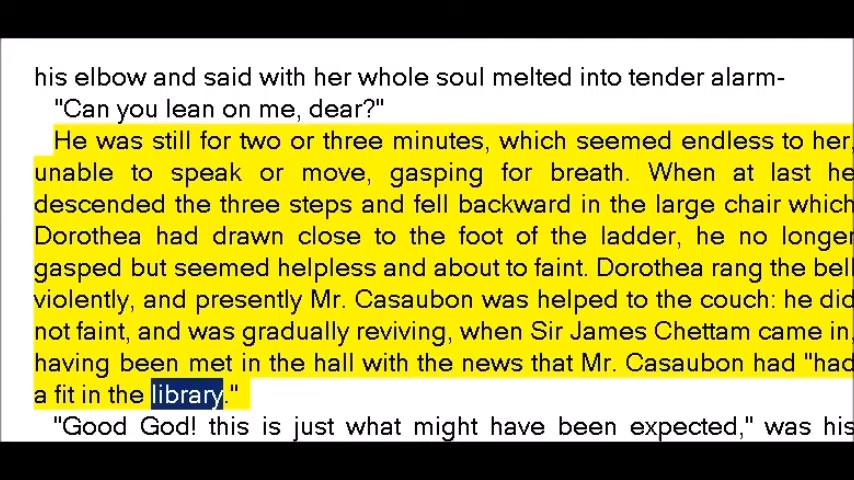 his elbow and said with her whole soul melted into tender alarm-
"Can you lean on me, dear?"
He was still for two or three minutes, which seemed endless to her,
unable to speak or move, gasping for breath. When at last he
descended the three steps and fell backward in the large chair which
Dorothea had drawn close to the foot of the ladder, he no longer
gasped but seemed helpless and about to faint. Dorothea rang the bell
violently, and presently Mr. Casaubon was helped to the couch: he did
not faint, and was gradually reviving, when Sir James Chettam came in,
having been met in the hall with the news that Mr. Casaubon had "had
a fit in the library."
"Good God! this is just what might have been expected," was his